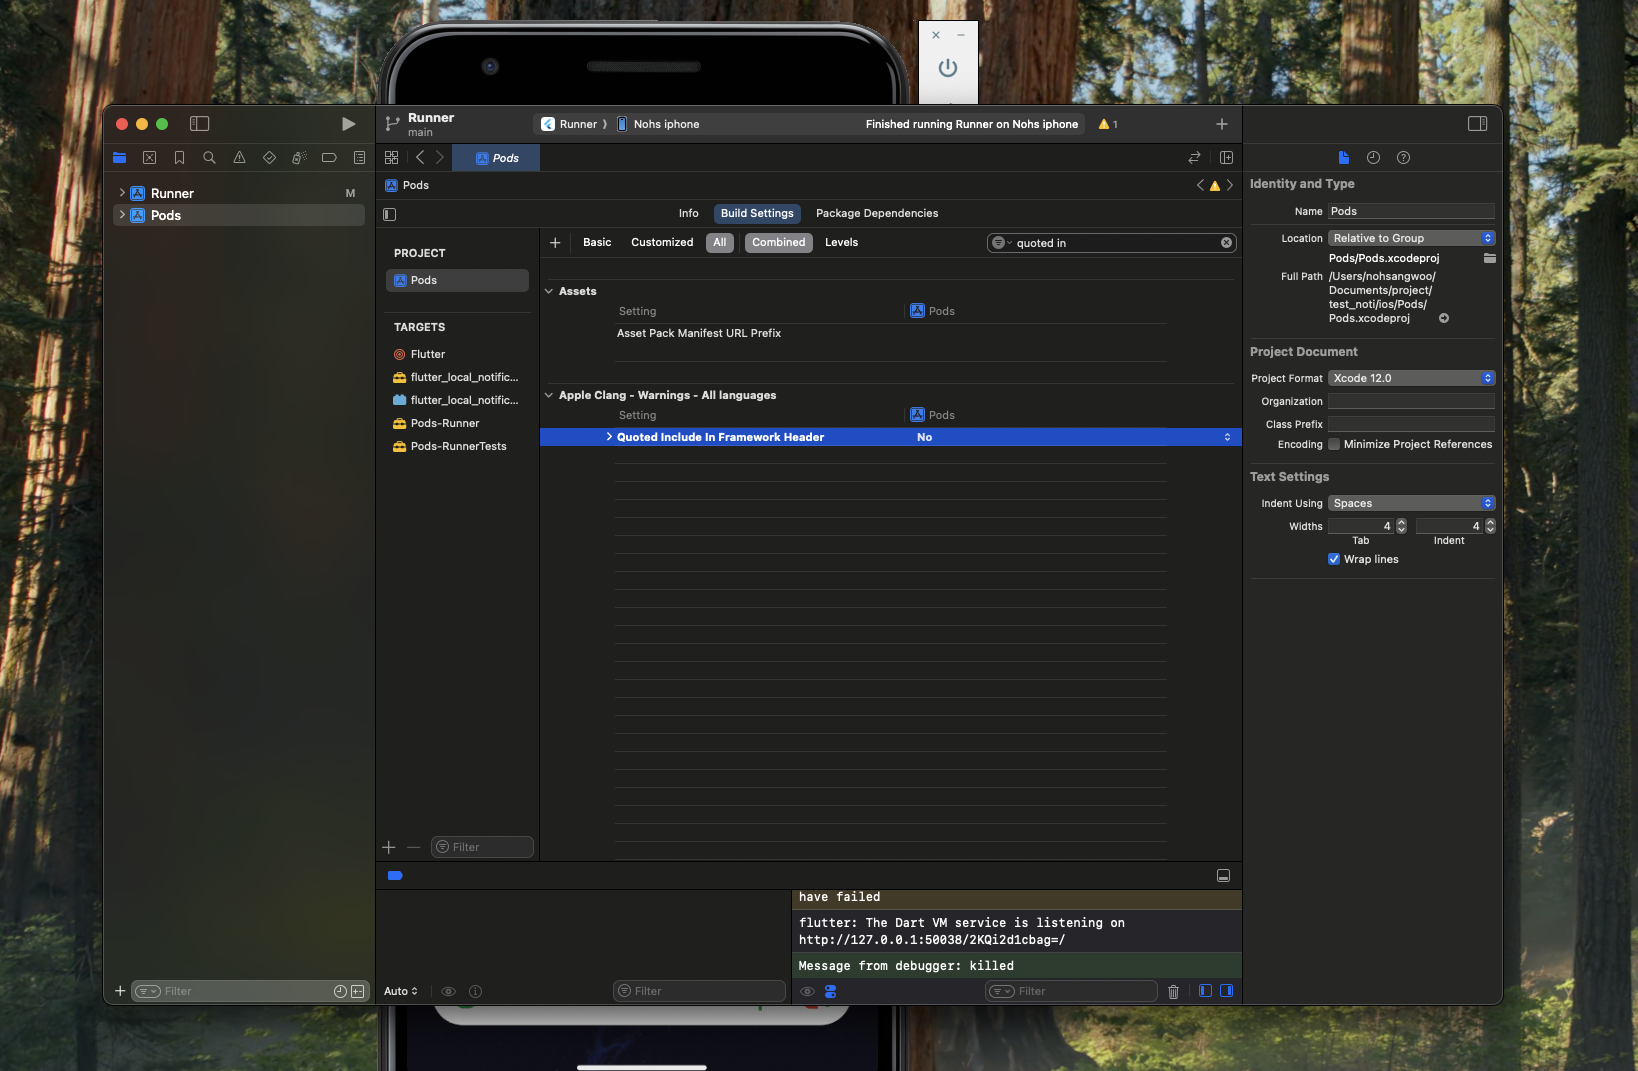 Runner
main
Runner
Nohs iphone
Finished running Runner on Nohs iphone
1
Pods
Runner
M
Pods
Pods
Info
Build Settings
Package Dependencies
PROJECT
Pods
TARGETS
Flutter
flutter_local_notific...
flutter_local_notific...
Pods-Runner
Pods-RunnerTests
Filter
Basic
Customized
All
Combined
Levels
quoted in
Assets
Setting
Pods
Asset Pack Manifest URL Prefix
Apple Clang - Warnings - All languages
Setting
Pods
Quoted Include In Framework Header
No
Identity and Type
Name
Pods
Location
Relative to Group
Pods/Pods.xcodeproj
Full Path
/Users/nohsangwoo/
Documents/project/
test_noti/ios/Pods/
Pods.xcodeproj
Project Document
Project Format
Xcode 12.0
Organization
Class Prefix
Encoding
Minimize Project References
Text Settings
Indent Using
Spaces
Widths
4
4
Tab
Indent
Wrap lines
have failed
flutter: The Dart VM service is listening on
http://127.0.0.1:50038/2KQi2d1cbag=/
Message from debugger: killed
Filter
Auto
Filter
Filter